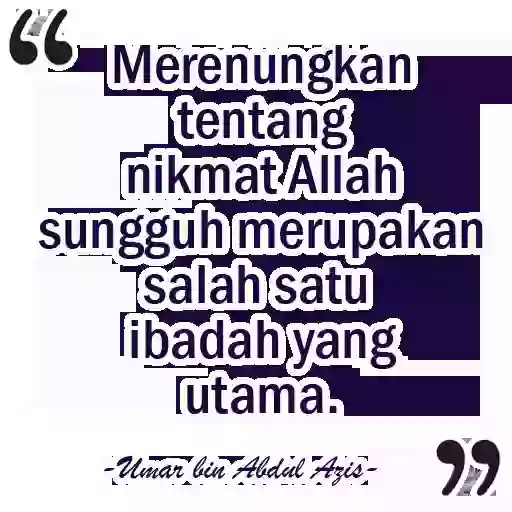 Merenungkan
tentang
nikmat Allah
sungguh merupakan
salah satu
ibadah yang
utama.
-Umar bin Abdul Azis-